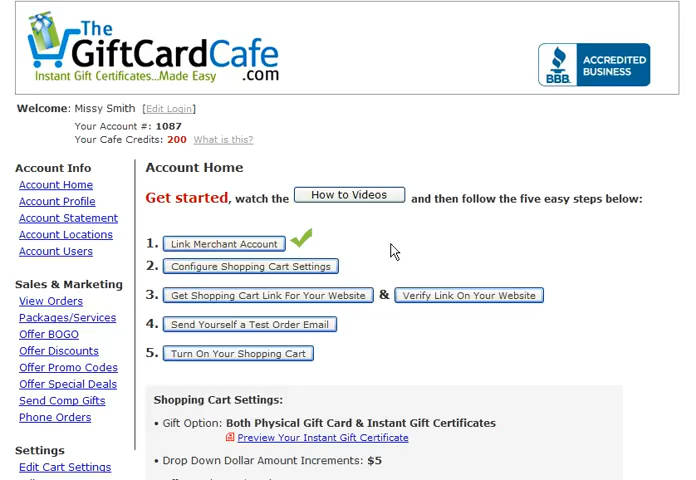 The
GiftCardCafe
Instant Gift Certificates...Made Easy .com
BBB.
ACCREDITED
BUSINESS
Welcome: Missy Smith [Edit Login]
Your Account #: 1087
Your Cafe Credits: 200 What is this?
Account Info
Account Home
Account Profile
Account Statement
Account Locations
Account Users
Sales & Marketing
View Orders
Packages/Services
Offer BOGO
Offer Discounts
Offer Promo Codes
Offer Special Deals
Send Comp Gifts
Phone Orders
Settings
Edit Cart Settings
Account Home
Get started, watch the How to Videos and then follow the five easy steps below:
1. Link Merchant Account
2. Configure Shopping Cart Settings
3. Get Shopping Cart Link For Your Website & Verify Link On Your Website
4. Send Yourself a Test Order Email
5. Turn On Your Shopping Cart
Shopping Cart Settings:
• Gift Option: Both Physical Gift Card & Instant Gift Certificates
Preview Your Instant Gift Certificate
• Drop Down Dollar Amount Increments: $5